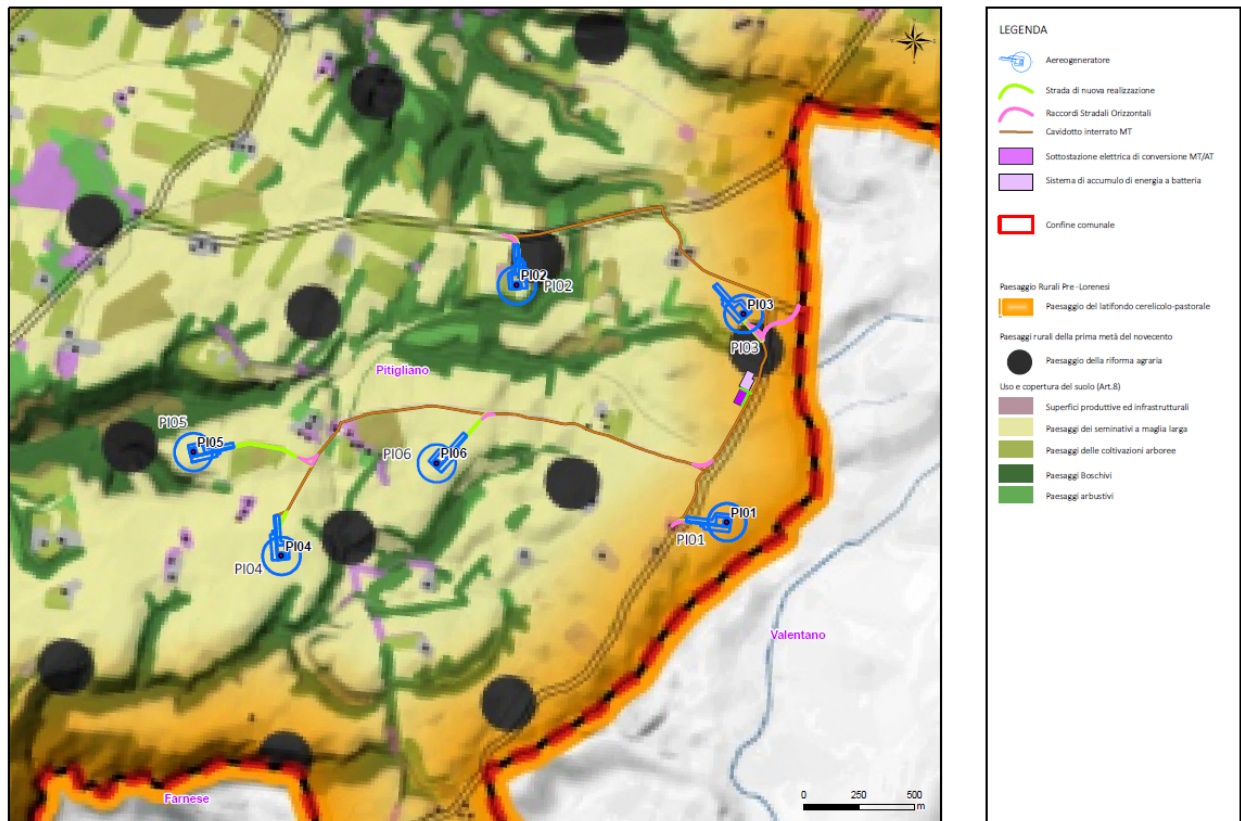 PI02
PI02
PI03
PI03
Pitigliano
PI05
PI05
PI06
PI06
PI01
PI01
PI04
PI04
Valentano
Farnese
0 250 500
m
LEGENDA
Aereogeneratore
Strada di nuova realizzazione
Raccordi Stradali Orizzontali
Cavidotto interrato MT
Sottostazione elettrica di conversione MT/AT
Sistema di accumulo di energia a batteria
Confine comunale
Paesaggio Rurali Pre -Lorenesi
Paesaggio del latifondo cerelicolo-pastorale
Paesaggi rurali della prima metà del novecento
Paesaggio della riforma agraria
Uso e copertura del suolo (Art.8)
Superfici produttive ed infrastrutturali
Paesaggi dei seminativi a maglia larga
Paesaggi delle coltivazioni arboree
Paesaggi Boschivi
Paesaggi arbustivi